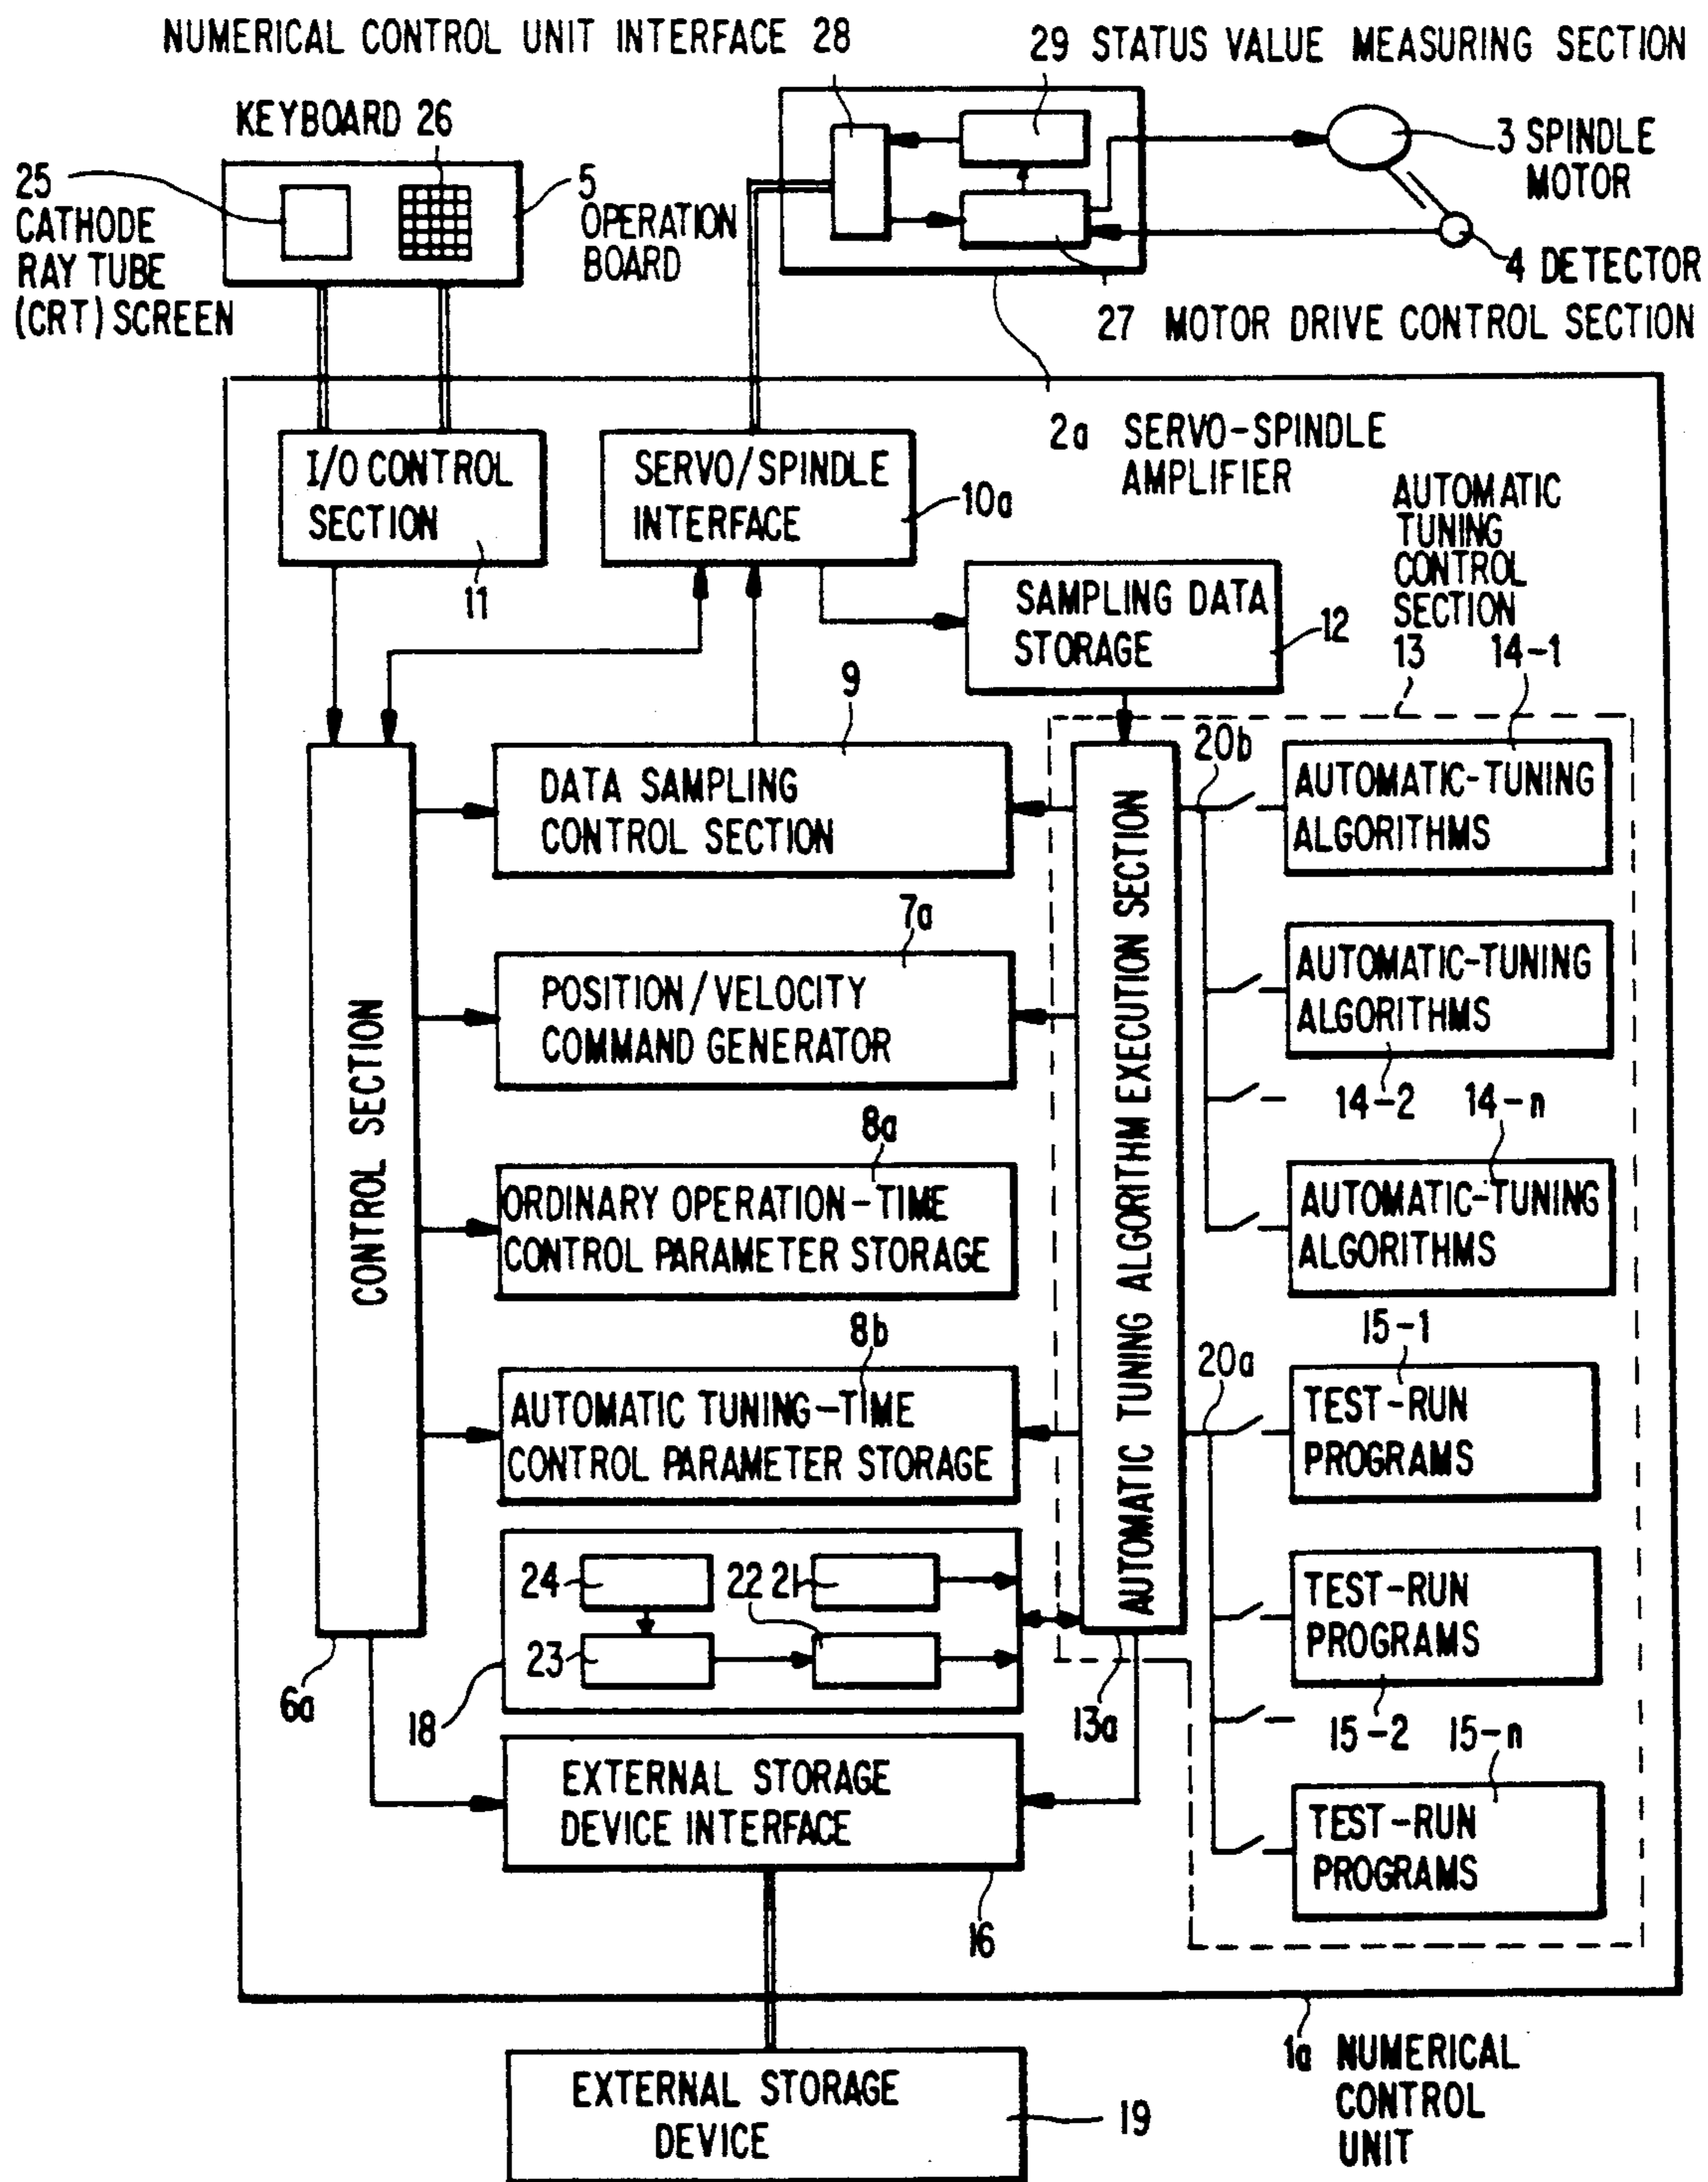 NUMERICAL CONTROL UNIT INTERFACE 28
29 STATUS VALUE MEASURING SECTION
KEYBOARD 26
25
CATHODE
RAY TUBE
(CRT) SCREEN
5
OPERATION
BOARD
3 SPINDLE
MOTOR
4 DETECTOR
27 MOTOR DRIVE CONTROL SECTION
2a SERVO-SPINDLE
AMPLIFIER
I/O CONTROL
SECTION
11
SERVO/SPINDLE
INTERFACE
10a
AUTOMATIC
TUNING
CONTROL
SECTION
13
14-1
SAMPLING DATA
STORAGE
12
9
DATA SAMPLING
CONTROL SECTION
20b
AUTOMATIC-TUNING
ALGORITHMS
7a
POSITION/VELOCITY
COMMAND GENERATOR
AUTOMATIC-TUNING
ALGORITHMS
14-2
14-n
CONTROL SECTION
AUTOMATIC TUNING ALGORITHM EXECUTION SECTION
8a
ORDINARY OPERATION-TIME
CONTROL PARAMETER STORAGE
AUTOMATIC-TUNING
ALGORITHMS
8b
AUTOMATIC TUNING-TIME
CONTROL PARAMETER STORAGE
15-1
20a
TEST-RUN
PROGRAMS
24
22 21
23
TEST-RUN
PROGRAMS
6a
18
13a
15-2
15-n
EXTERNAL STORAGE
DEVICE INTERFACE
TEST-RUN
PROGRAMS
16
1a NUMERICAL
CONTROL
UNIT
EXTERNAL STORAGE
DEVICE
19